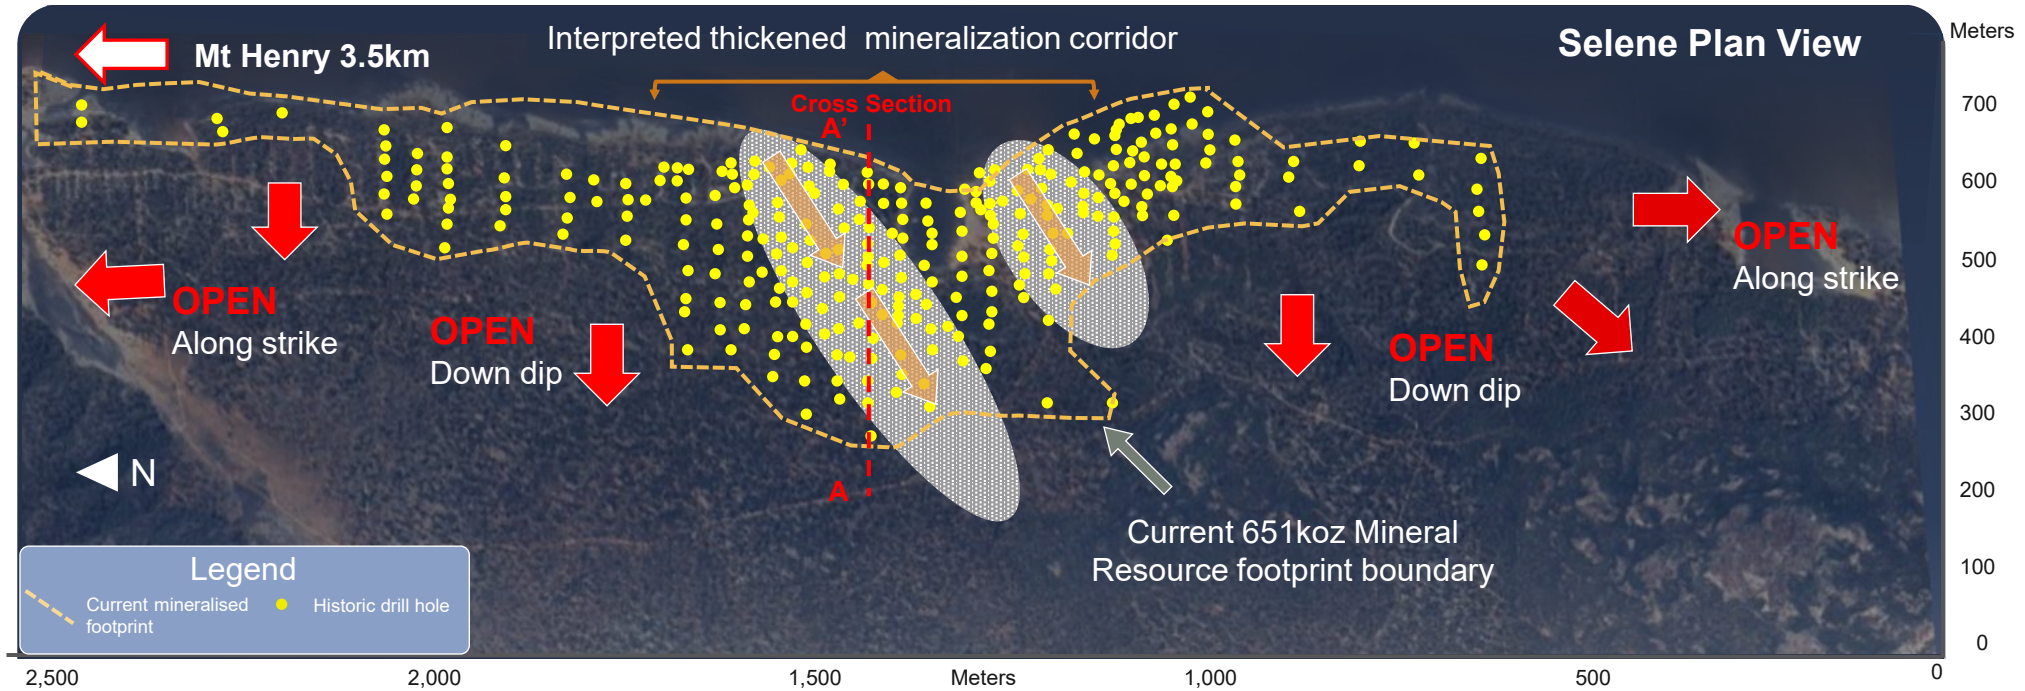 Mt Henry 3.5km
Interpreted thickened mineralization corridor
Selene Plan View
Meters
Cross Section
A’
700
600
OPEN
Along strike
500
OPEN
Along strike
OPEN
Down dip
OPEN
Down dip
400
300
N
A
200
Current 651koz Mineral
Resource footprint boundary
100
Legend
Current mineralised
footprint
Historic drill hole
0
2,500
2,000
1,500
Meters
1,000
500
0